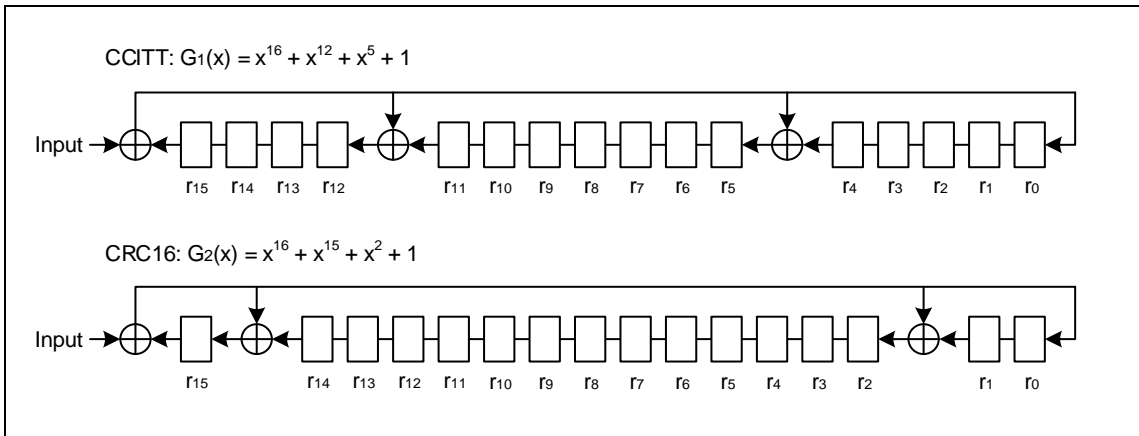 CCITT: G₁(x) = x¹⁶ + x¹² + x⁵ + 1
Input
r₁₅ r₁₄ r₁₃ r₁₂ r₁₁ r₁₀ r₉ r₈ r₇ r₆ r₅ r₄ r₃ r₂ r₁ r₀
CRC16: G₂(x) = x¹⁶ + x¹⁵ + x² + 1
Input
r₁₅ r₁₄ r₁₃ r₁₂ r₁₁ r₁₀ r₉ r₈ r₇ r₆ r₅ r₄ r₃ r₂ r₁ r₀